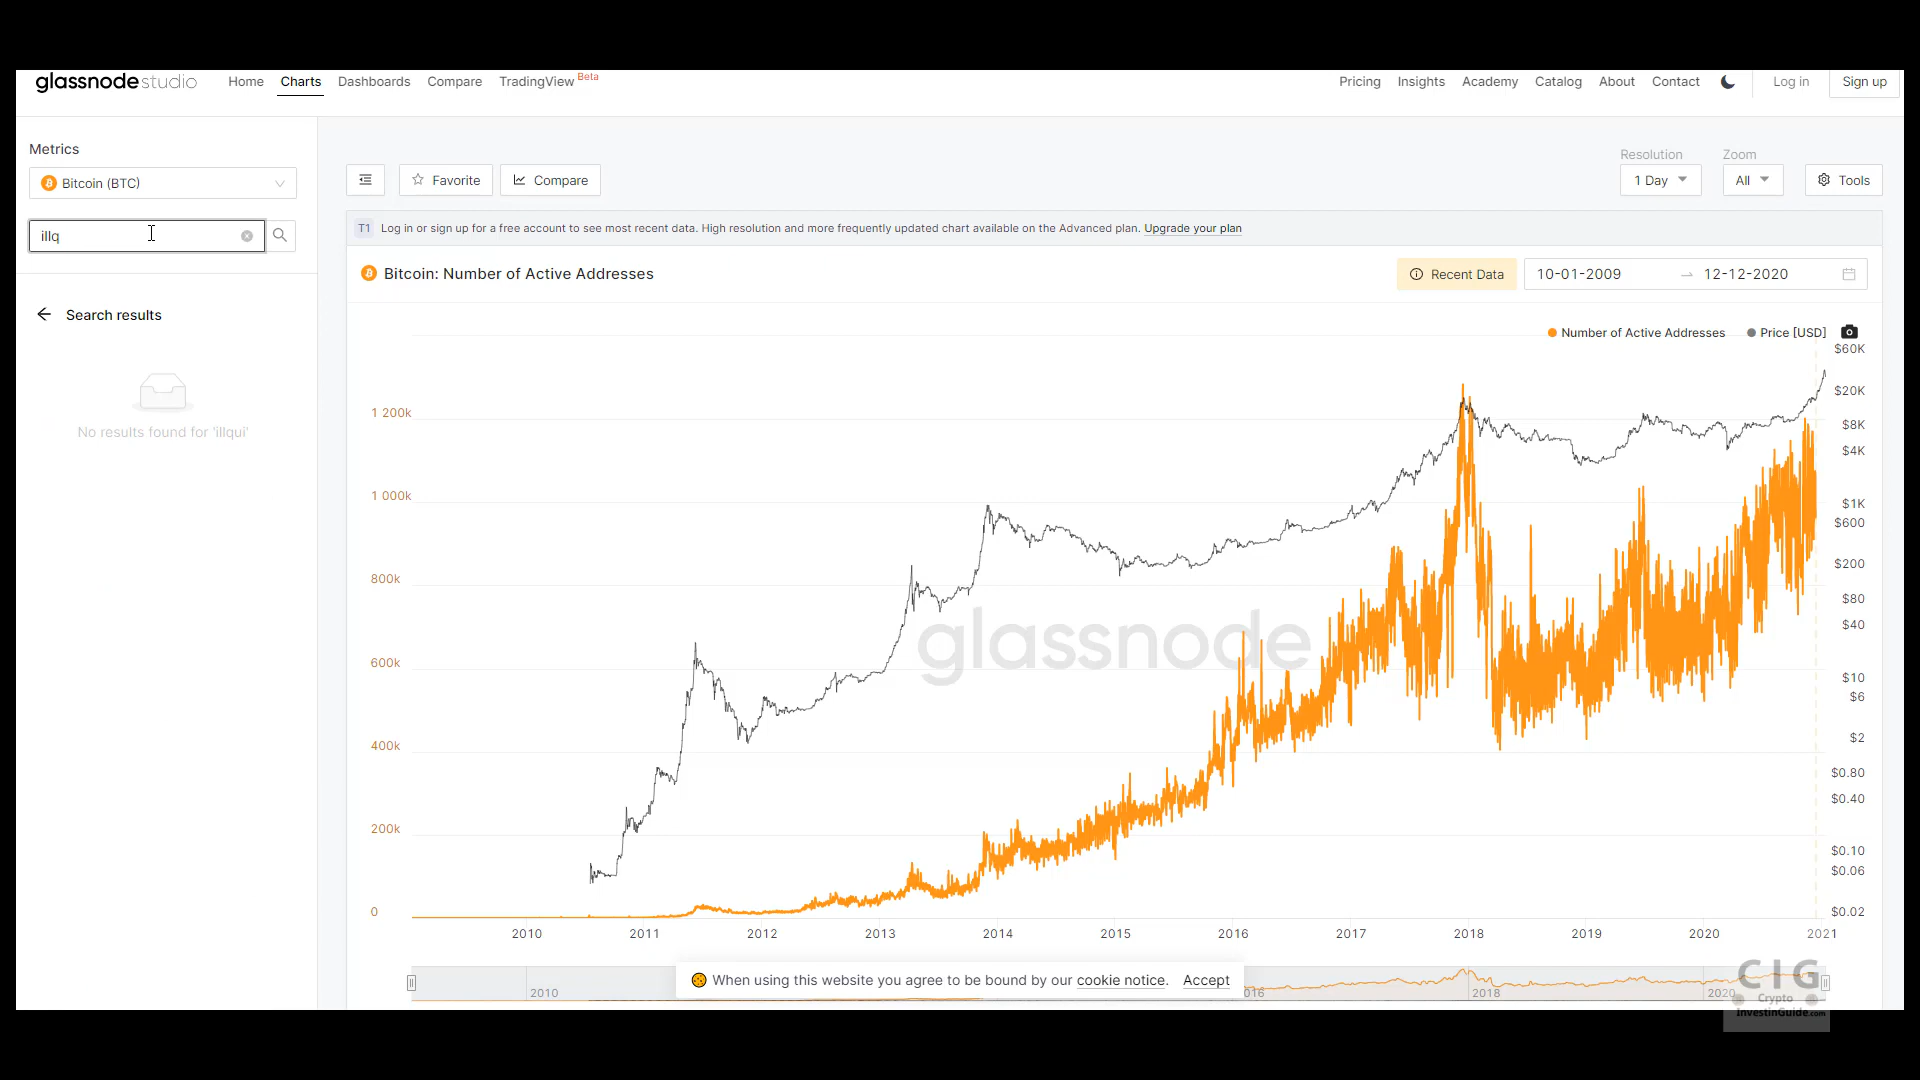 glassnode studio Home Charts Dashboards Compare TradingView Beta Pricing Insights Academy Catalog About Contact Log in Sign up
Metrics
Bitcoin (BTC)
illq
Search results
No results found for 'illqui'
Favorite Compare
Resolution Zoom
1 Day All Tools
T1 Log in or sign up for a free account to see most recent data. High resolution and more frequently updated chart available on the Advanced plan. Upgrade your plan
Bitcoin: Number of Active Addresses Recent Data 10-01-2009 → 12-12-2020
Number of Active Addresses Price [USD]
$60K
$20K
1 200k
$8K
$4K
1 000k
$1K
$600
$200
800k
$80
$40
glassnode
600k
$10
$6
400k
$2
$0.80
$0.40
200k
$0.10
$0.06
0
$0.02
2010 2011 2012 2013 2014 2015 2016 2017 2018 2019 2020 2021
When using this website you agree to be bound by our cookie notice. Accept
2010 016 2018 2020
CIG
Crypto
InvestinGuide.com